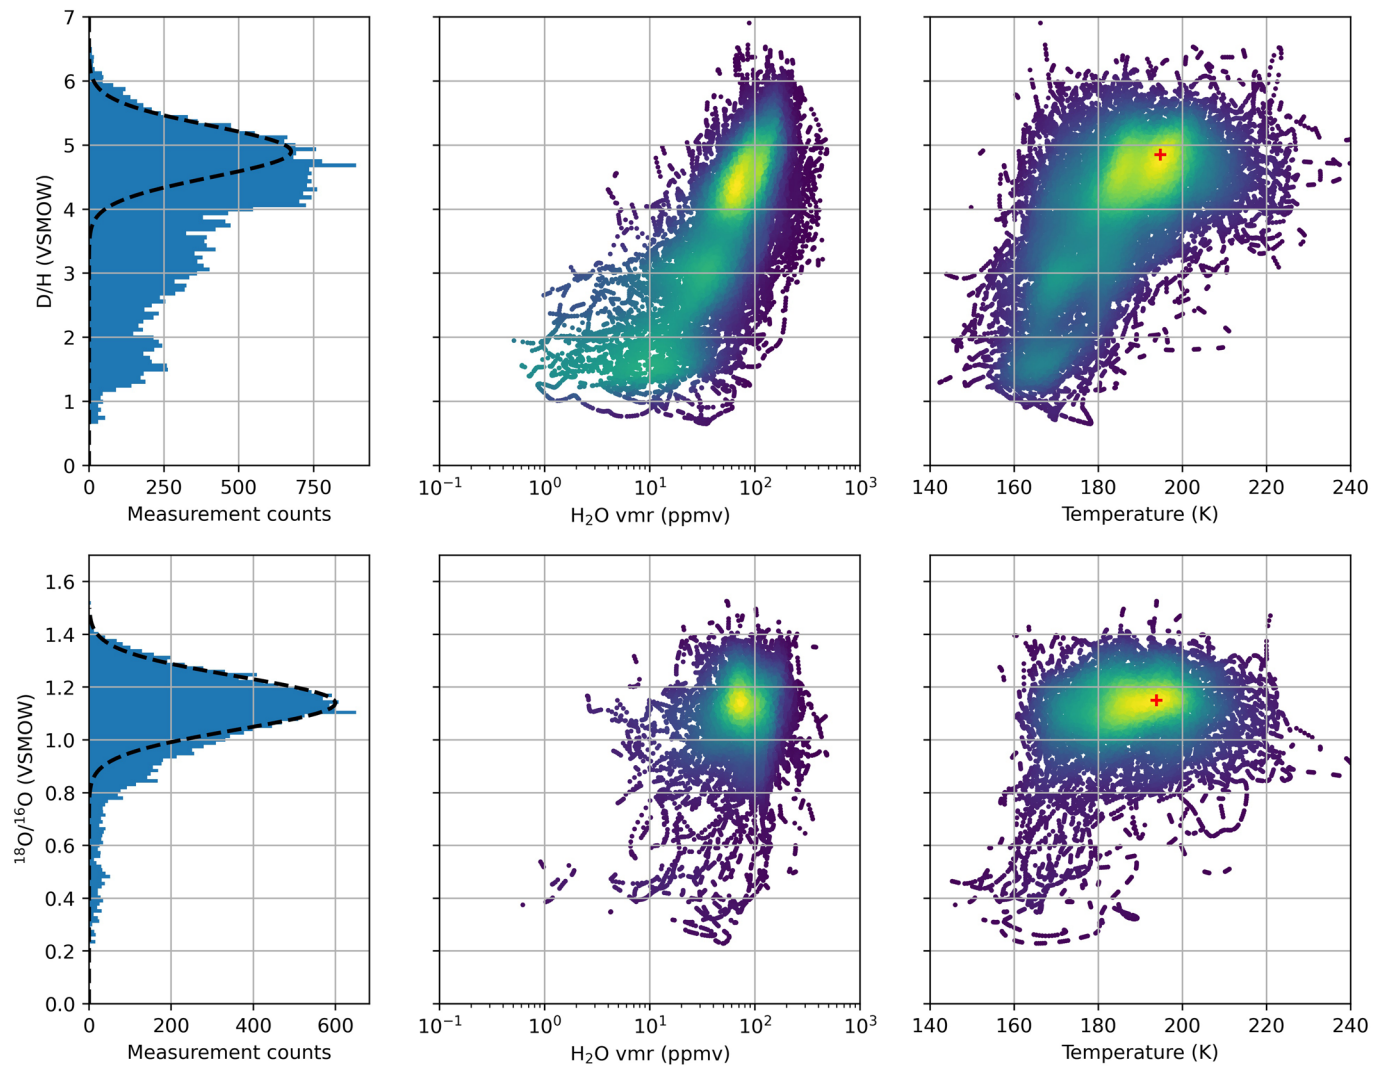 7
6
5
4
3
2
1
0
D/H (VSMOW)
0 250 500 750
Measurement counts
10⁻¹ 10⁰ 10¹ 10² 10³
H₂O vmr (ppmv)
140 160 180 200 220 240
Temperature (K)
1.6
1.4
1.2
1.0
0.8
0.6
0.4
0.2
0.0
¹⁸O/¹⁶O (VSMOW)
0 200 400 600
Measurement counts
10⁻¹ 10⁰ 10¹ 10² 10³
H₂O vmr (ppmv)
140 160 180 200 220 240
Temperature (K)